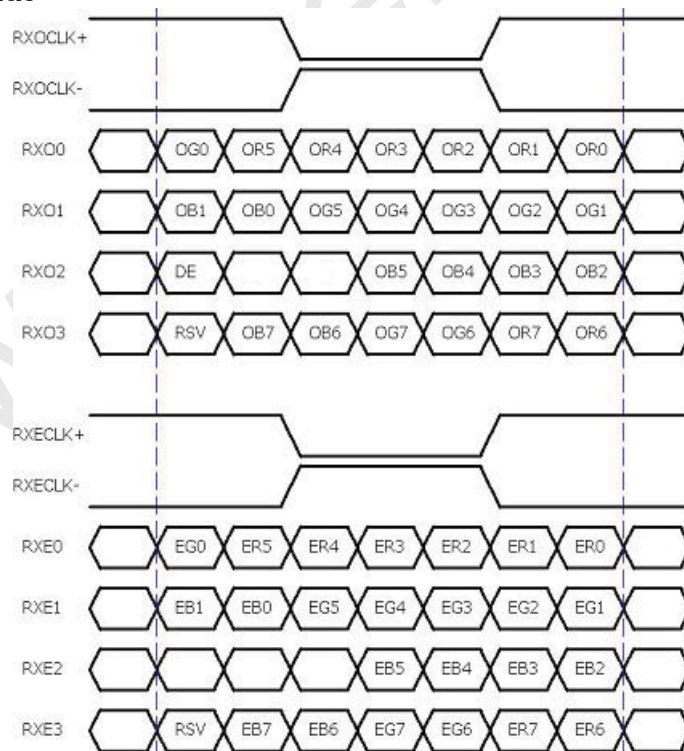 RXOCLK+
RXOCLK-
RXO0 OG0 OR5 OR4 OR3 OR2 OR1 OR0
RXO1 OB1 OB0 OG5 OG4 OG3 OG2 OG1
RXO2 DE OB5 OB4 OB3 OB2
RXO3 RSV OB7 OB6 OG7 OG6 OR7 OR6
RXECLK+
RXECLK-
RXE0 EG0 ER5 ER4 ER3 ER2 ER1 ER0
RXE1 EB1 EB0 EG5 EG4 EG3 EG2 EG1
RXE2 EB5 EB4 EB3 EB2
RXE3 RSV EB7 EB6 EG7 EG6 ER7 ER6